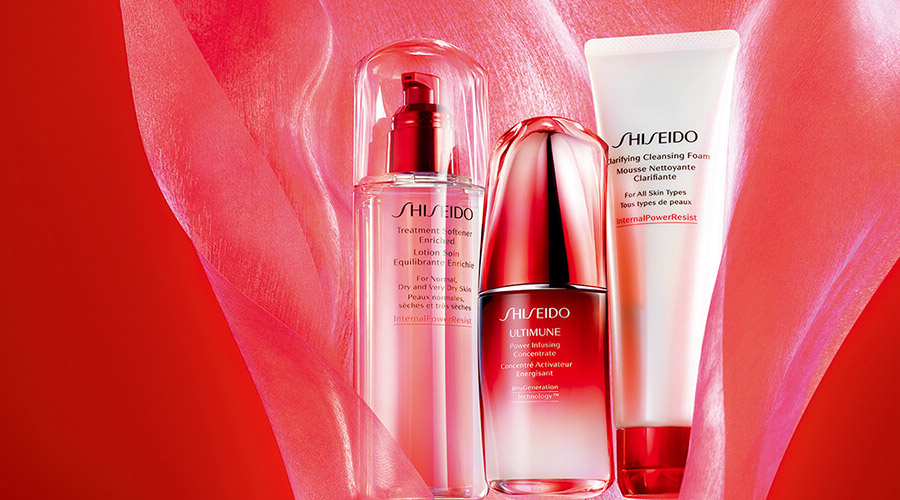 SHISEIDO
Treatment Softener
Enriched
Lotion Soin
Equilibrante Enrichie
For Normal,
Dry and Very Dry Skin
Peaux normales,
sèches et très sèches
InternalPowerResist
SHISEIDO
ULTIMUNE
Power Infusing
Concentrate
Concentré Activateur
Energisant
ImuGeneration
Technology™
SHISEIDO
Clarifying Cleansing Foam
Mousse Nettoyante
Clarifiante
For All Skin Types
Tous types de peaux
InternalPowerResist